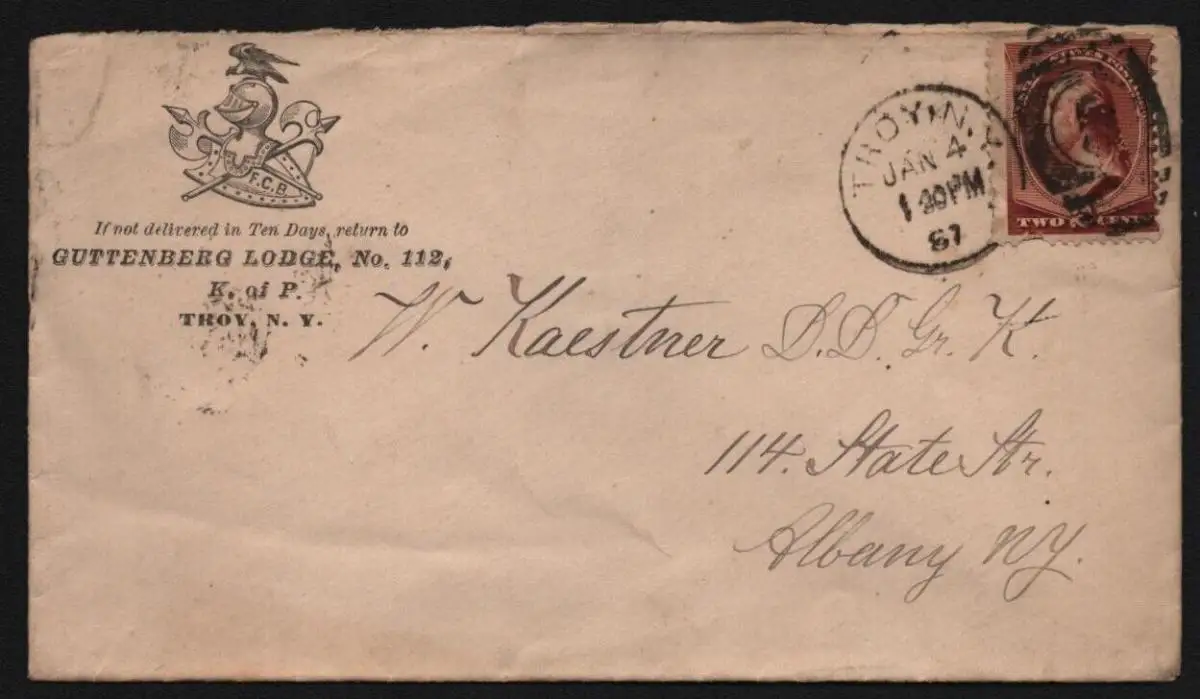 F.C.B
If not delivered in Ten Days, return to
GUTTENBERG LODGE, No. 112,
K. of P.
TROY, N. Y.
TROY, N.Y.
JAN 4
1 30 PM
87
TWO CENTS
W. Kaestner D.D. Gr. K.
114. State Str.
Albany NY.